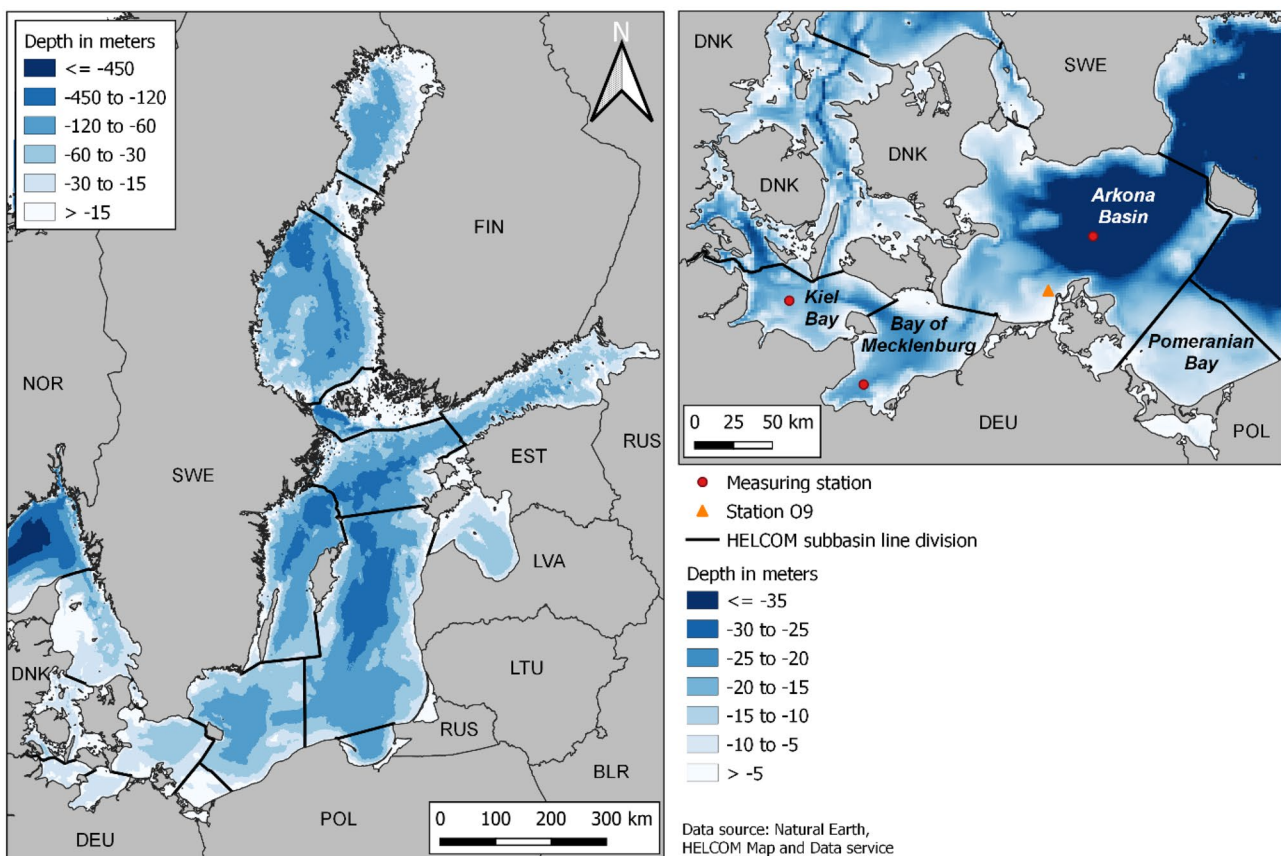 Depth in meters
<= -450
-450 to -120
-120 to -60
-60 to -30
-30 to -15
> -15
N
FIN
NOR
SWE
RUS
EST
LVA
DNK
LTU
RUS
BLR
POL
DEU
0 100 200 300 km
DNK
SWE
DNK
DNK
Arkona
Basin
Kiel
Bay
Bay of
Mecklenburg
Pomeranian
Bay
DEU
POL
0 25 50 km
Measuring station
Station O9
HELCOM subbasin line division
Depth in meters
<= -35
-30 to -25
-25 to -20
-20 to -15
-15 to -10
-10 to -5
> -5
Data source: Natural Earth,
HELCOM Map and Data service